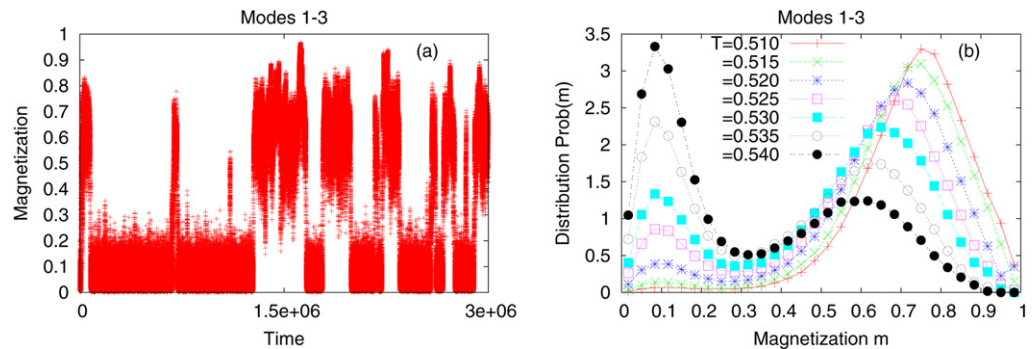 Modes 1-3
(a)
Magnetization
1
0.9
0.8
0.7
0.6
0.5
0.4
0.3
0.2
0.1
0
0 1.5e+06 3e+06
Time
Modes 1-3
(b)
Distribution Prob(m)
3.5
3
2.5
2
1.5
1
0.5
0
T=0.510
=0.515
=0.520
=0.525
=0.530
=0.535
=0.540
0 0.1 0.2 0.3 0.4 0.5 0.6 0.7 0.8 0.9 1
Magnetization m